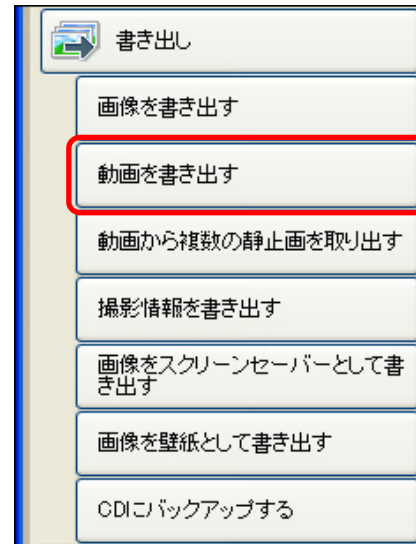 書き出し
画像を書き出す
動画を書き出す
動画から複数の静止画を取り出す
撮影情報を書き出す
画像をスクリーンセーバーとして書
き出す
画像を壁紙として書き出す
CDにバックアップする